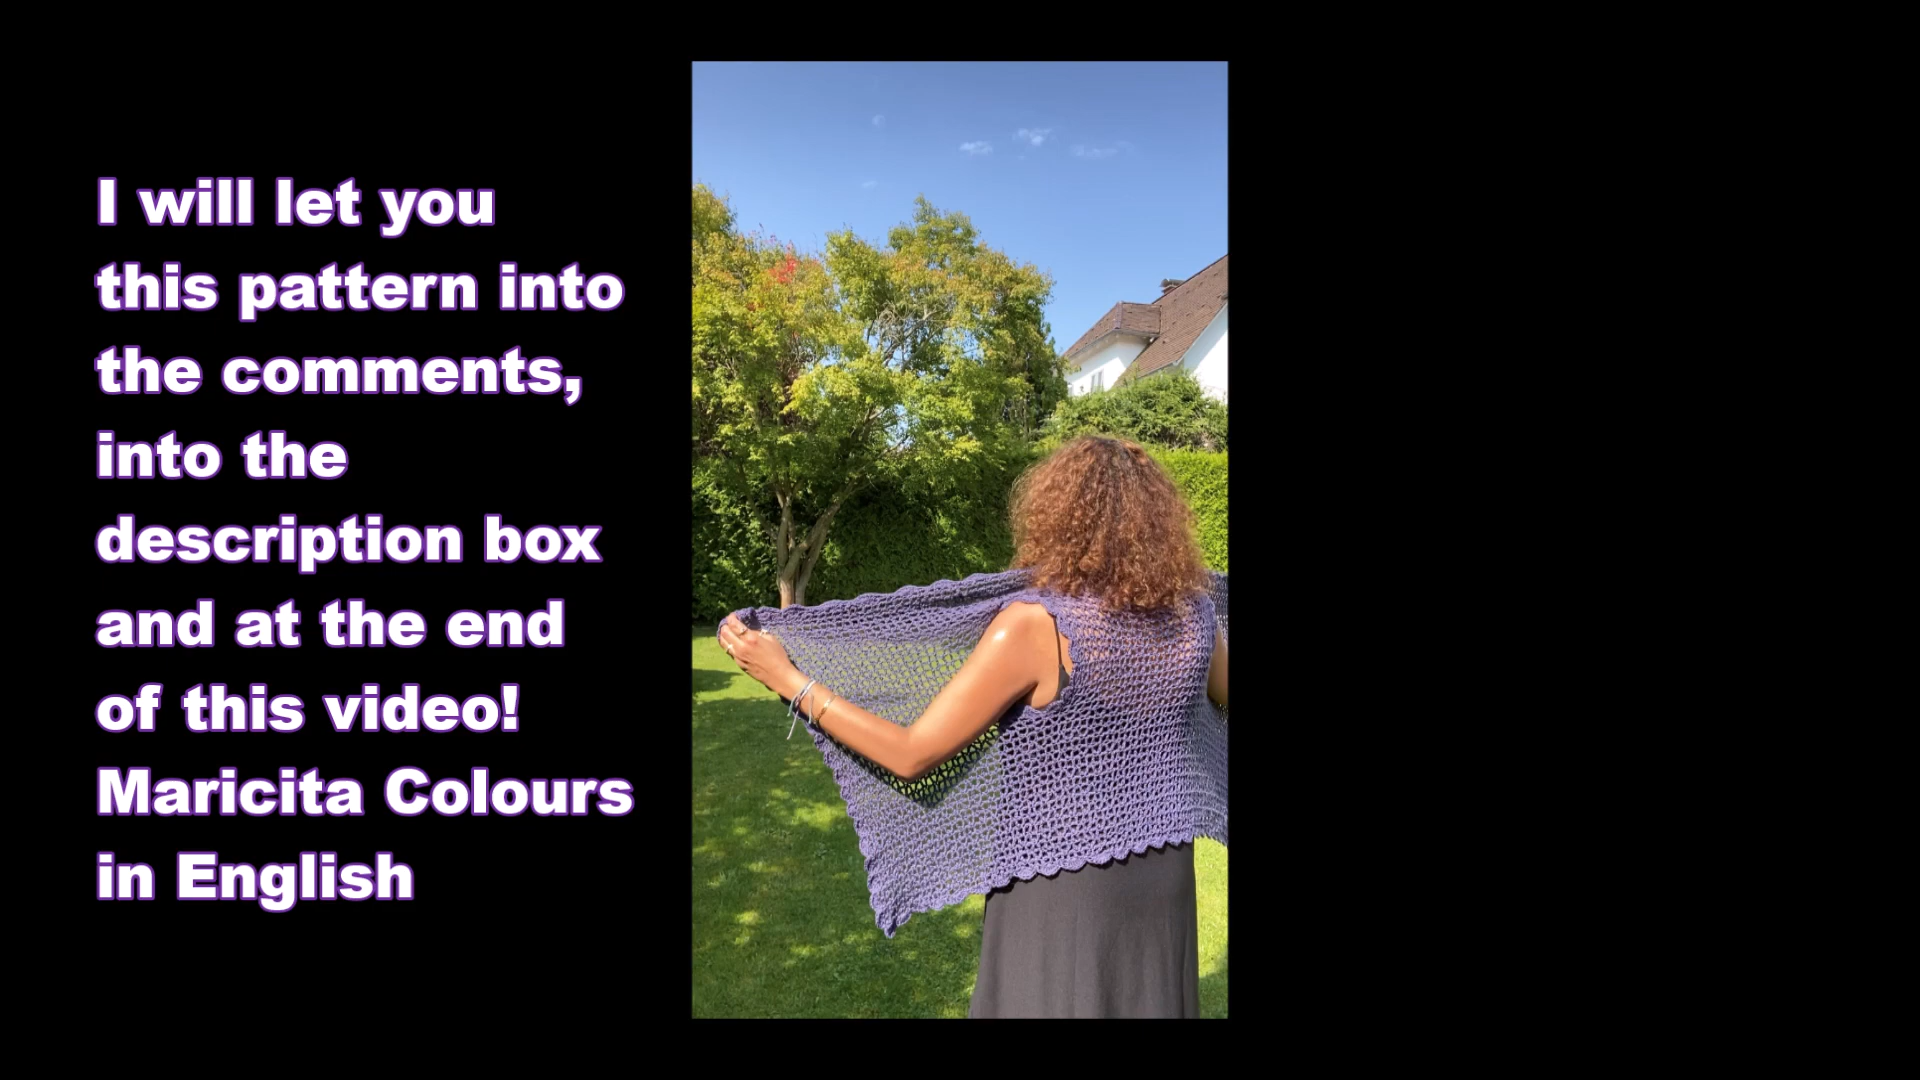 I will let you
this pattern into
the comments,
into the
description box
and at the end
of this video!
Maricita Colours
in English